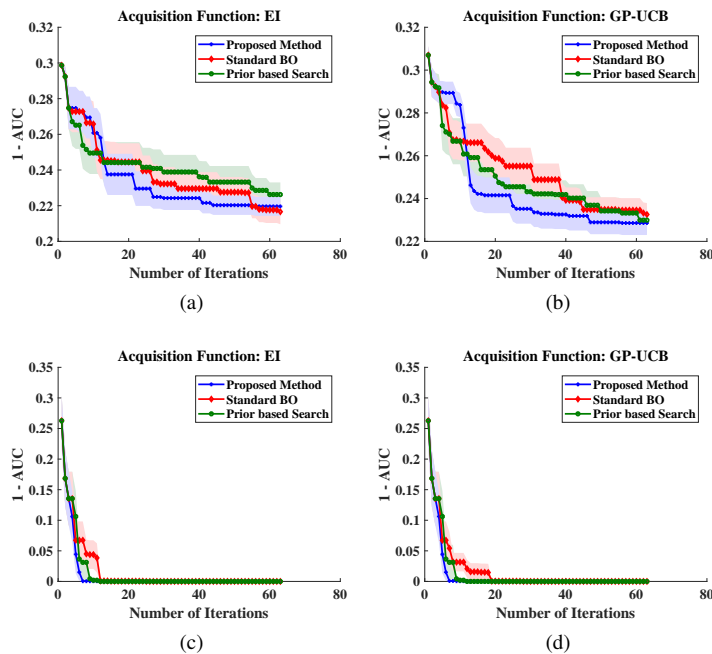 Acquisition Function: EI
Proposed Method
Standard BO
Prior based Search
1 - AUC
0.32
0.3
0.28
0.26
0.24
0.22
0.2
0 20 40 60 80
Number of Iterations
(a)
Acquisition Function: GP-UCB
Proposed Method
Standard BO
Prior based Search
1 - AUC
0.32
0.3
0.28
0.26
0.24
0.22
0 20 40 60 80
Number of Iterations
(b)
Acquisition Function: EI
Proposed Method
Standard BO
Prior based Search
1 - AUC
0.35
0.3
0.25
0.2
0.15
0.1
0.05
0
0 20 40 60 80
Number of Iterations
(c)
Acquisition Function: GP-UCB
Proposed Method
Standard BO
Prior based Search
1 - AUC
0.35
0.3
0.25
0.2
0.15
0.1
0.05
0
0 20 40 60 80
Number of Iterations
(d)